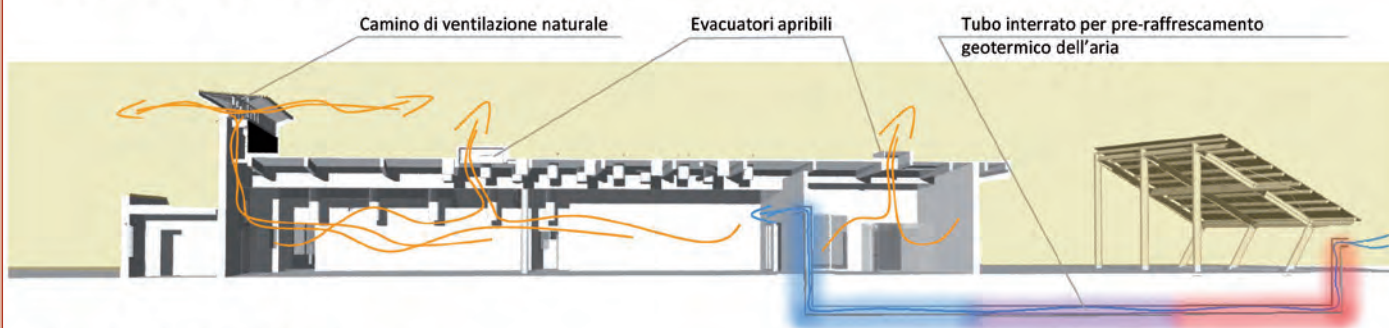 Camino di ventilazione naturale
Evacuatori apribili
Tubo interrato per pre-raffrescamento
geotermico dell'aria